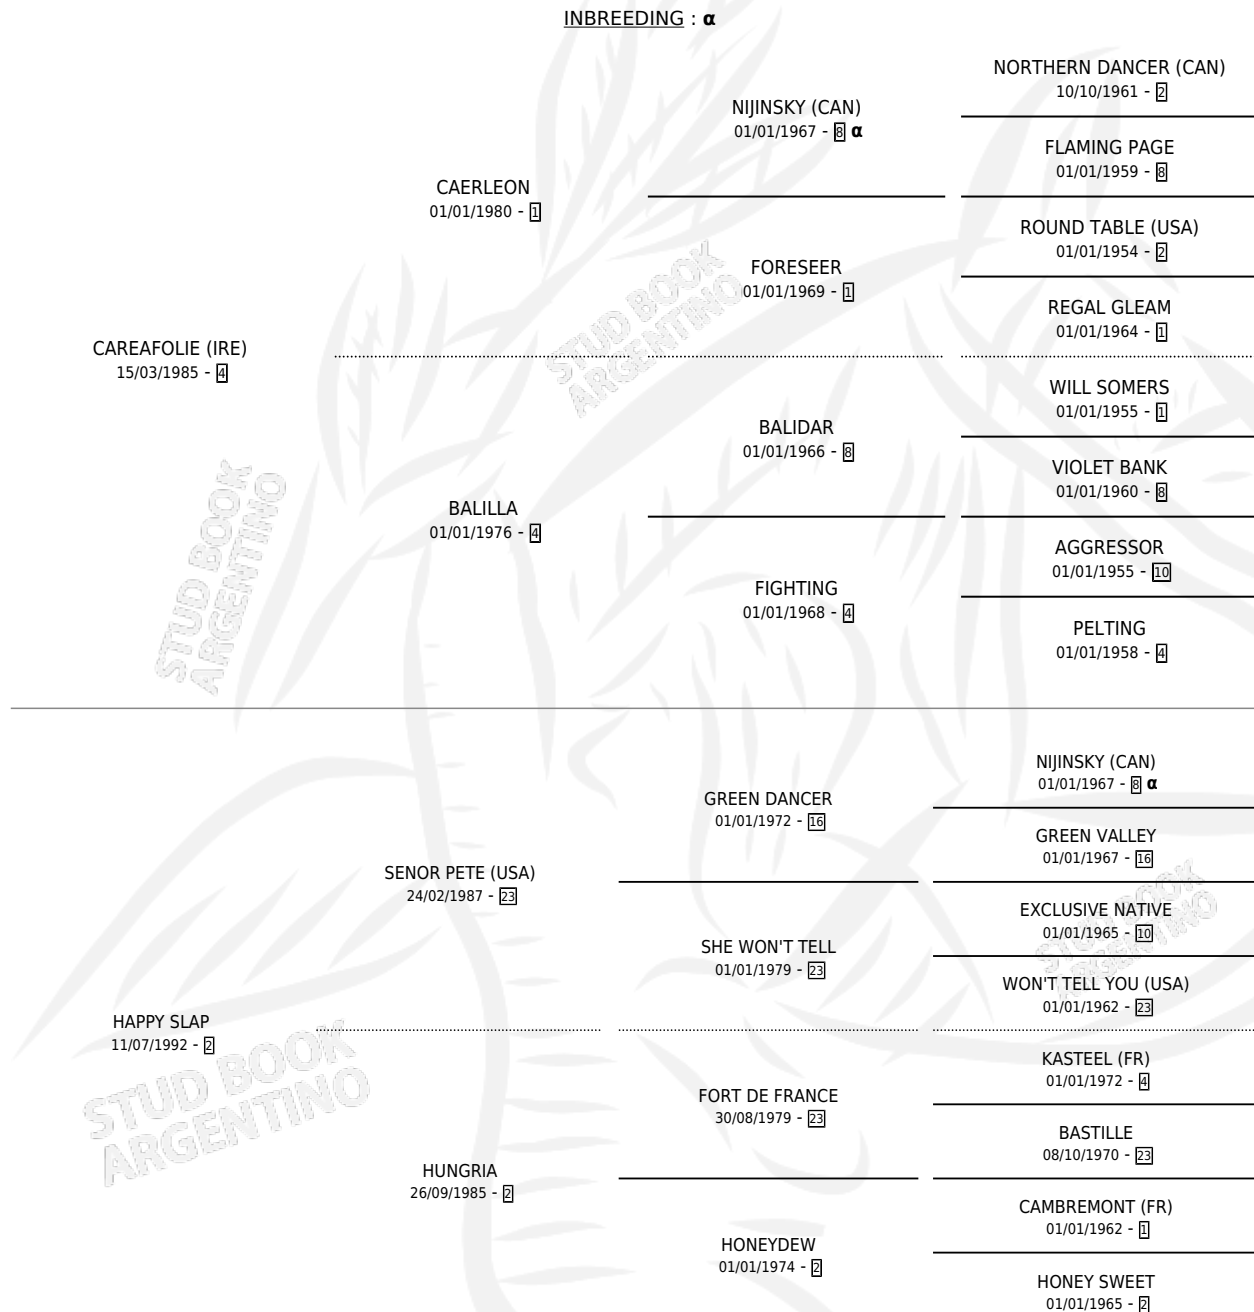 INBREEDING : α
NORTHERN DANCER (CAN)
10/10/1961 - 2
NIJINSKY (CAN)
01/01/1967 - 8 α
FLAMING PAGE
01/01/1959 - 8
CAERLEON
01/01/1980 - 1
ROUND TABLE (USA)
01/01/1954 - 2
FORESEER
01/01/1969 - 1
REGAL GLEAM
01/01/1964 - 1
CAREAFOLIE (IRE)
15/03/1985 - 4
WILL SOMERS
01/01/1955 - 1
BALIDAR
01/01/1966 - 8
VIOLET BANK
01/01/1960 - 8
BALILLA
01/01/1976 - 4
AGGRESSOR
01/01/1955 - 10
FIGHTING
01/01/1968 - 4
PELTING
01/01/1958 - 4
NIJINSKY (CAN)
01/01/1967 - 8 α
GREEN DANCER
01/01/1972 - 16
GREEN VALLEY
01/01/1967 - 16
SENOR PETE (USA)
24/02/1987 - 23
EXCLUSIVE NATIVE
01/01/1965 - 10
SHE WON'T TELL
01/01/1979 - 23
WON'T TELL YOU (USA)
01/01/1962 - 23
HAPPY SLAP
11/07/1992 - 2
KASTEEL (FR)
01/01/1972 - 4
FORT DE FRANCE
30/08/1979 - 23
BASTILLE
08/10/1970 - 23
HUNGRIA
26/09/1985 - 2
CAMBREMONT (FR)
01/01/1962 - 1
HONEYDEW
01/01/1974 - 2
HONEY SWEET
01/01/1965 - 2
STUD BOOK
ARGENTINO
STUD BOOK
ARGENTINO
STUD BOOK
ARGENTINO
STUD BOOK
ARGENTINO